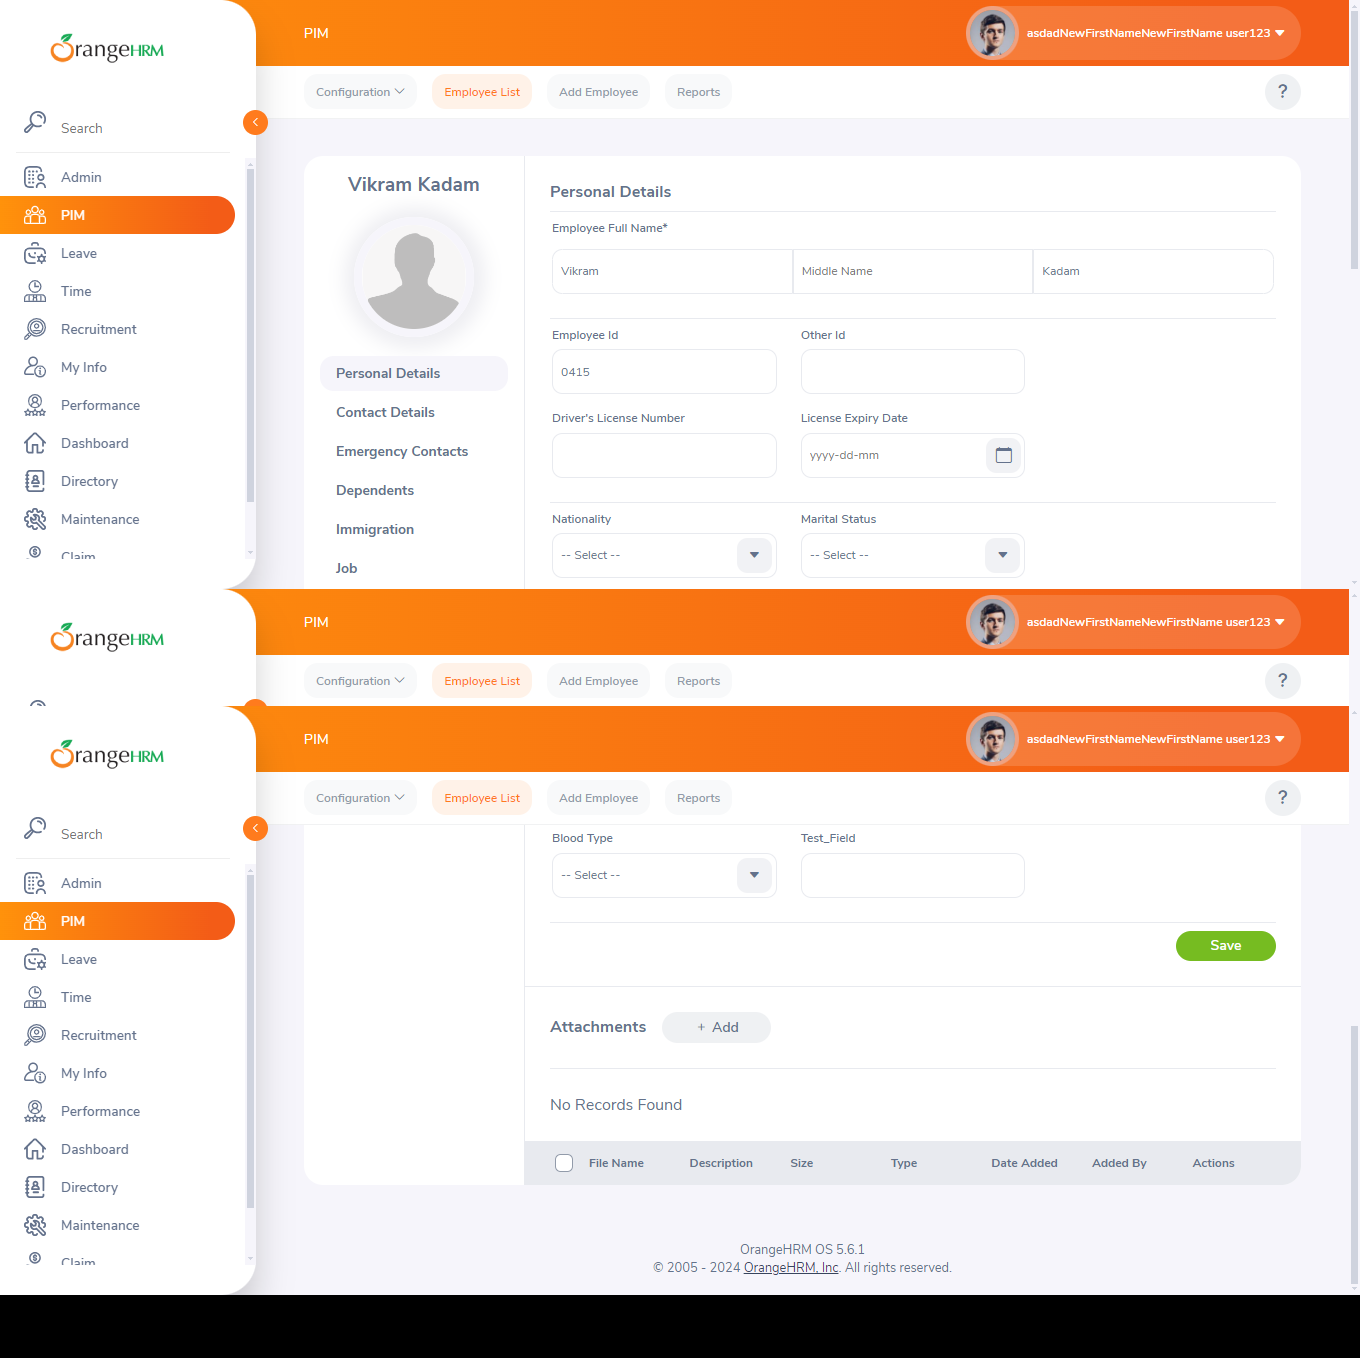 OrangeHRM
PIM
asdadNewFirstNameNewFirstName user123
Configuration
Employee List
Add Employee
Reports
?
Search
Admin
PIM
Leave
Time
Recruitment
My Info
Performance
Dashboard
Directory
Maintenance
Claim
Vikram Kadam
Personal Details
Contact Details
Emergency Contacts
Dependents
Immigration
Job
Personal Details
Employee Full Name*
Vikram
Middle Name
Kadam
Employee Id
Other Id
0415
Driver's License Number
License Expiry Date
yyyy-dd-mm
Nationality
Marital Status
-- Select --
-- Select --
OrangeHRM
PIM
asdadNewFirstNameNewFirstName user123
Configuration
Employee List
Add Employee
Reports
?
OrangeHRM
PIM
asdadNewFirstNameNewFirstName user123
Configuration
Employee List
Add Employee
Reports
?
Search
Admin
PIM
Leave
Time
Recruitment
My Info
Performance
Dashboard
Directory
Maintenance
Claim
Blood Type
Test_Field
-- Select --
Save
Attachments
+ Add
No Records Found
File Name
Description
Size
Type
Date Added
Added By
Actions
OrangeHRM OS 5.6.1
© 2005 - 2024 OrangeHRM, Inc. All rights reserved.